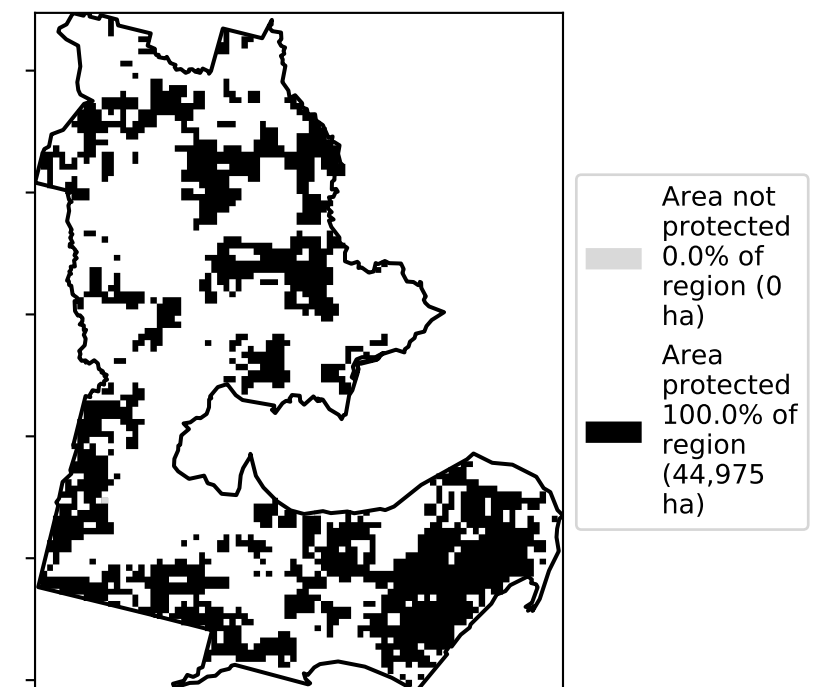 Area not
protected
0.0% of
region (0
ha)
Area
protected
100.0% of
region
(44,975
ha)